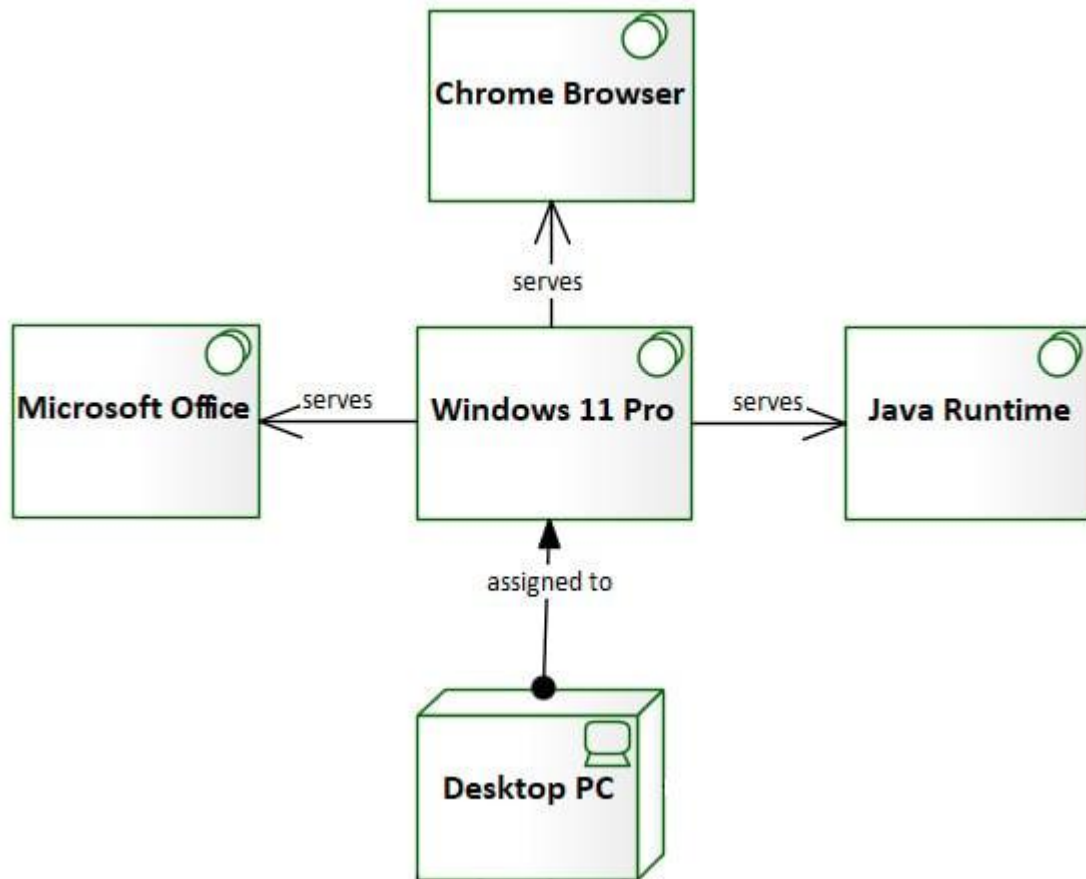 Chrome Browser
serves
Microsoft Office
serves
Windows 11 Pro
serves
Java Runtime
assigned to
Desktop PC